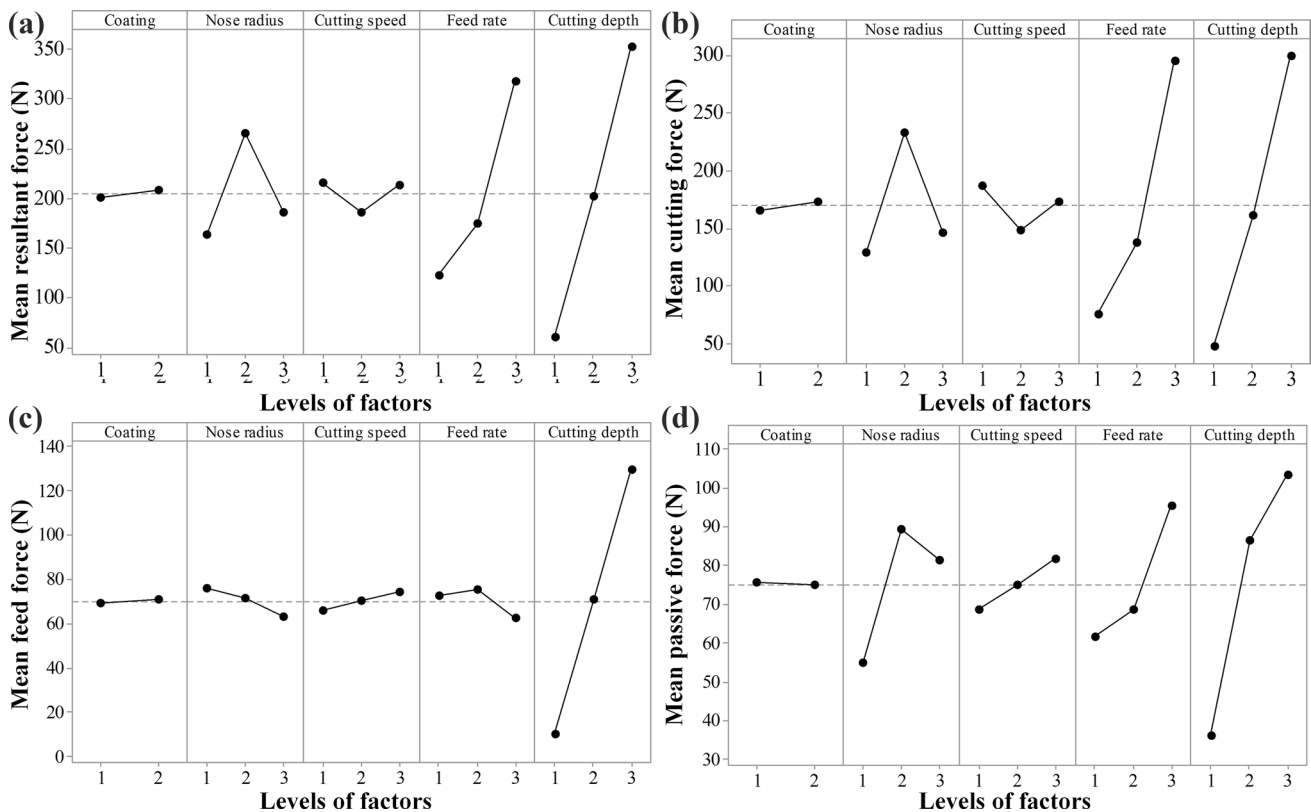 (a)
Coating Nose radius Cutting speed Feed rate Cutting depth
Mean resultant force (N)
350
300
250
200
150
100
50
1 2 1 2 3 1 2 3 1 2 3 1 2 3
Levels of factors
(b)
Coating Nose radius Cutting speed Feed rate Cutting depth
Mean cutting force (N)
300
250
200
150
100
50
1 2 1 2 3 1 2 3 1 2 3 1 2 3
Levels of factors
(c)
Coating Nose radius Cutting speed Feed rate Cutting depth
Mean feed force (N)
140
120
100
80
60
40
20
0
1 2 1 2 3 1 2 3 1 2 3 1 2 3
Levels of factors
(d)
Coating Nose radius Cutting speed Feed rate Cutting depth
Mean passive force (N)
110
100
90
80
70
60
50
40
30
1 2 1 2 3 1 2 3 1 2 3 1 2 3
Levels of factors